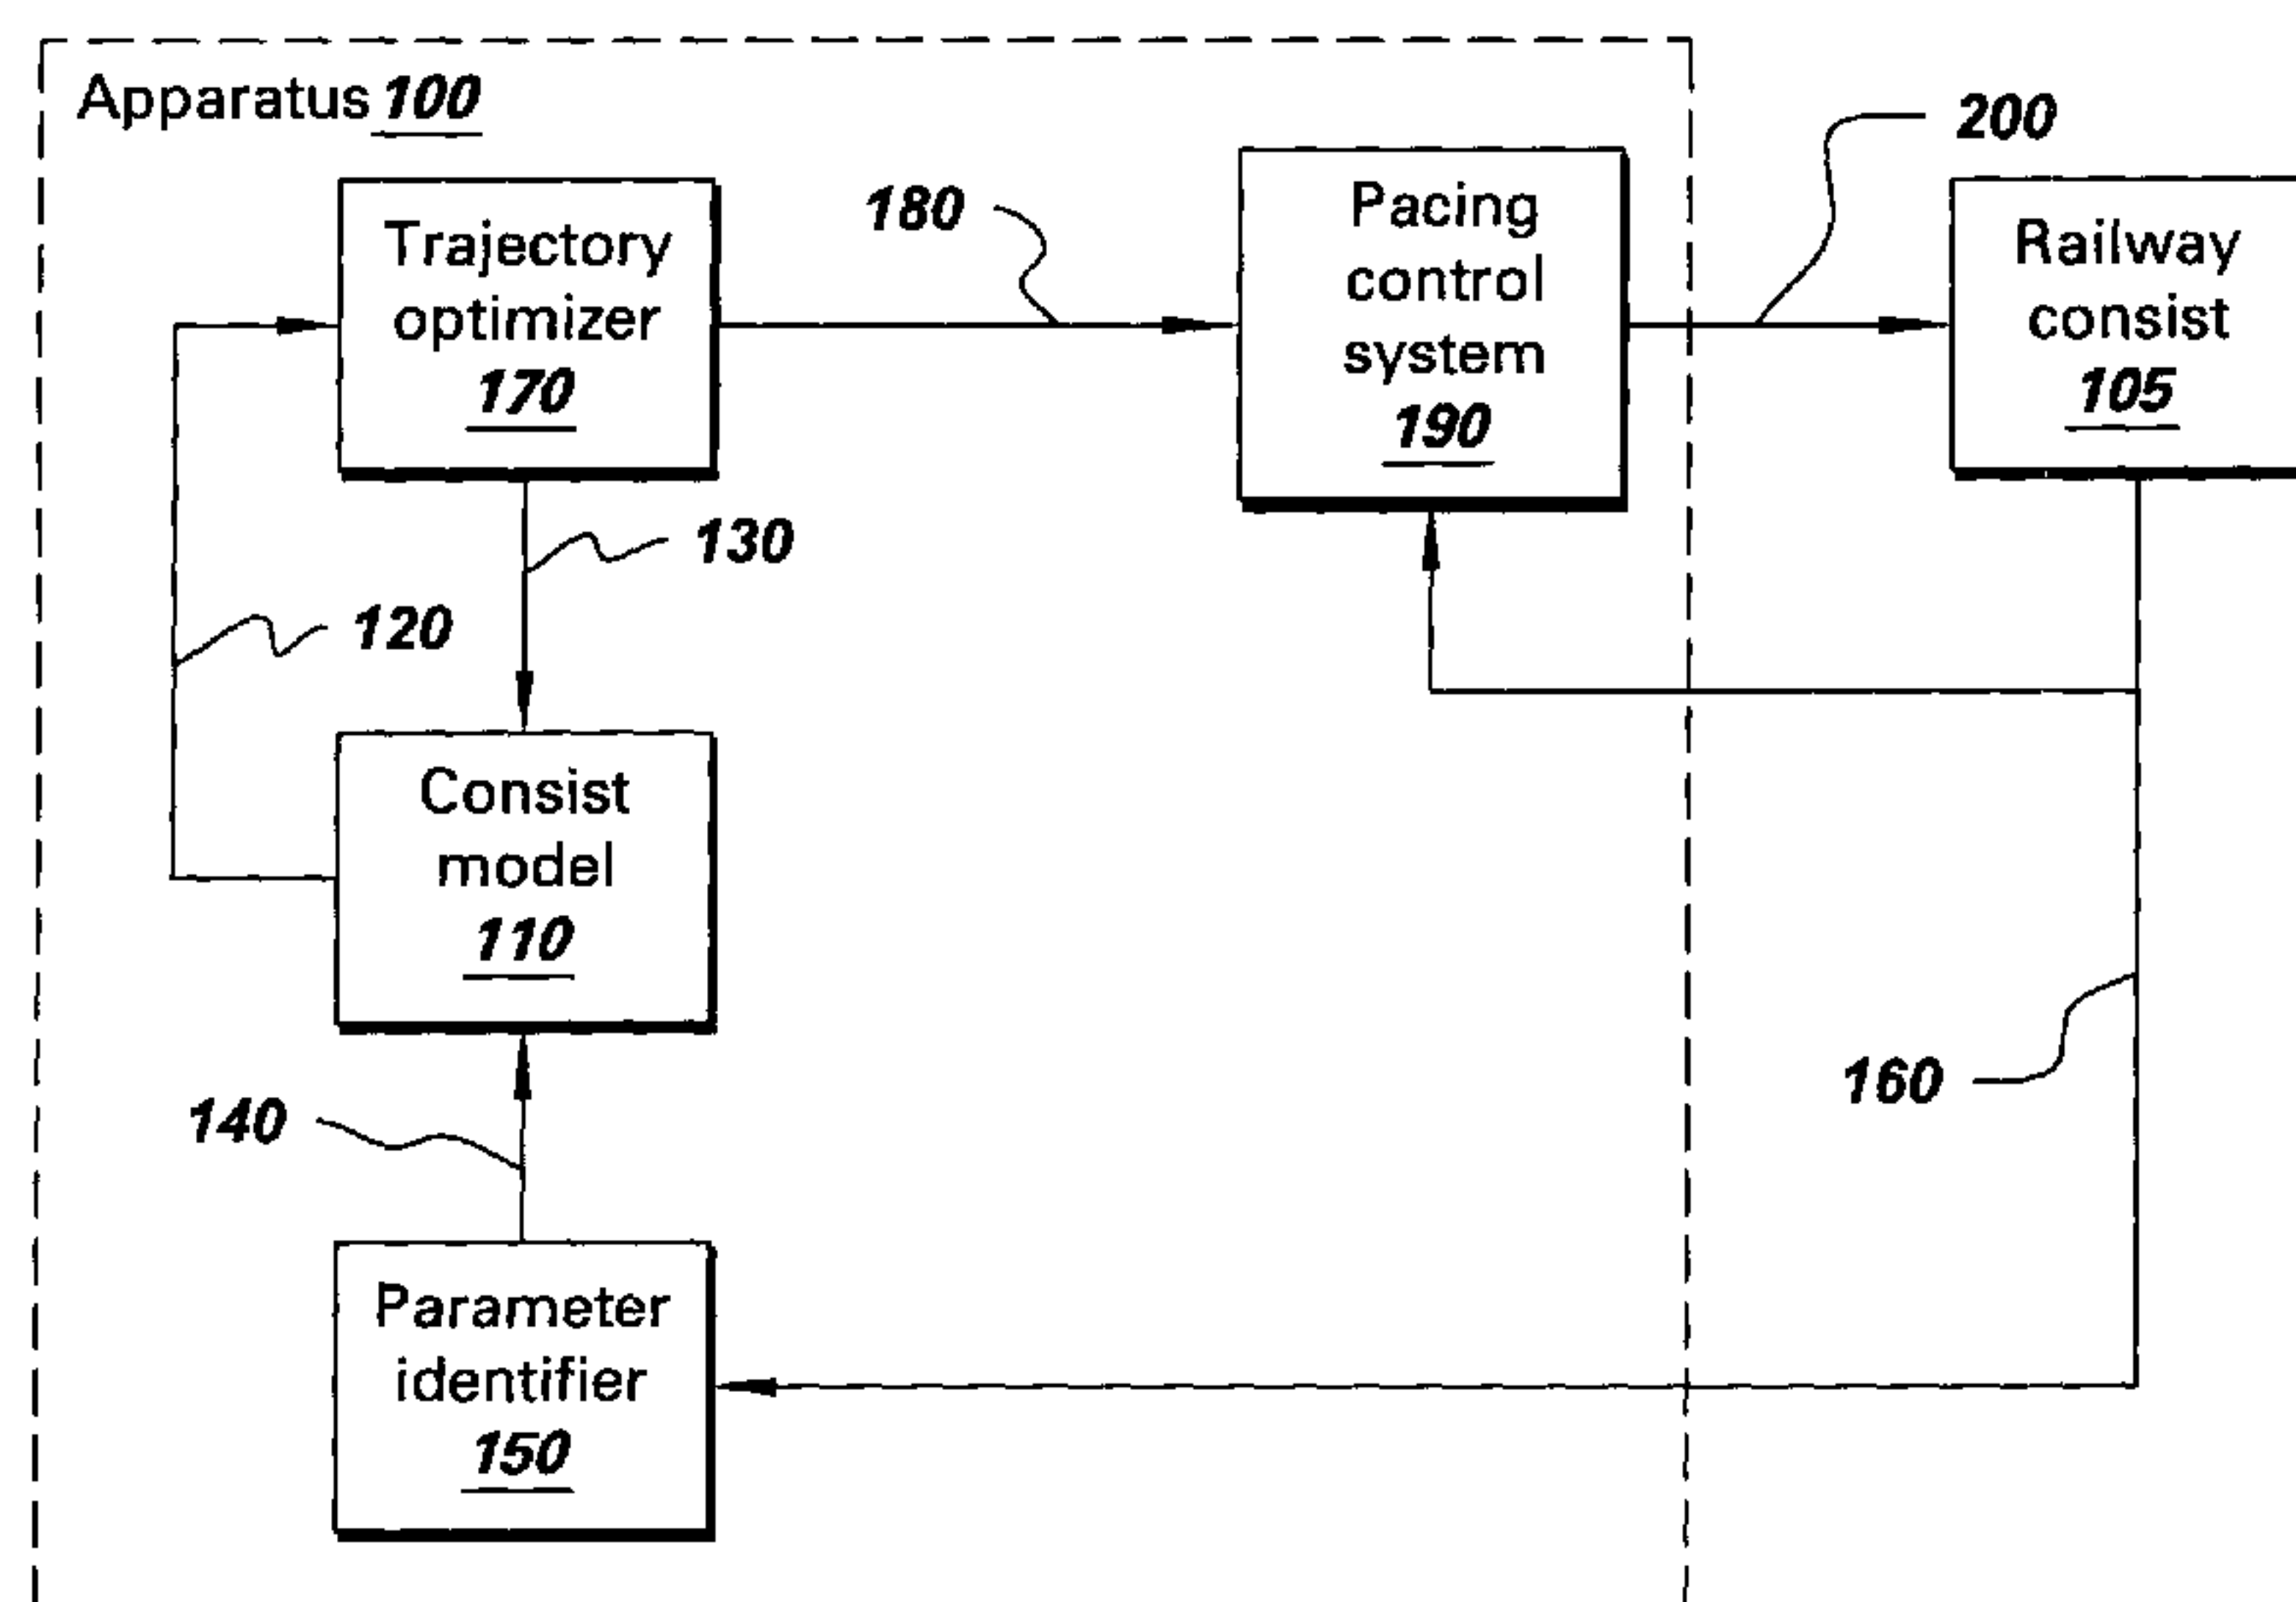 Apparatus 100
200
Trajectory
optimizer
170
180
Pacing
control
system
190
Railway
consist
105
130
120
Consist
model
110
160
140
Parameter
identifier
150